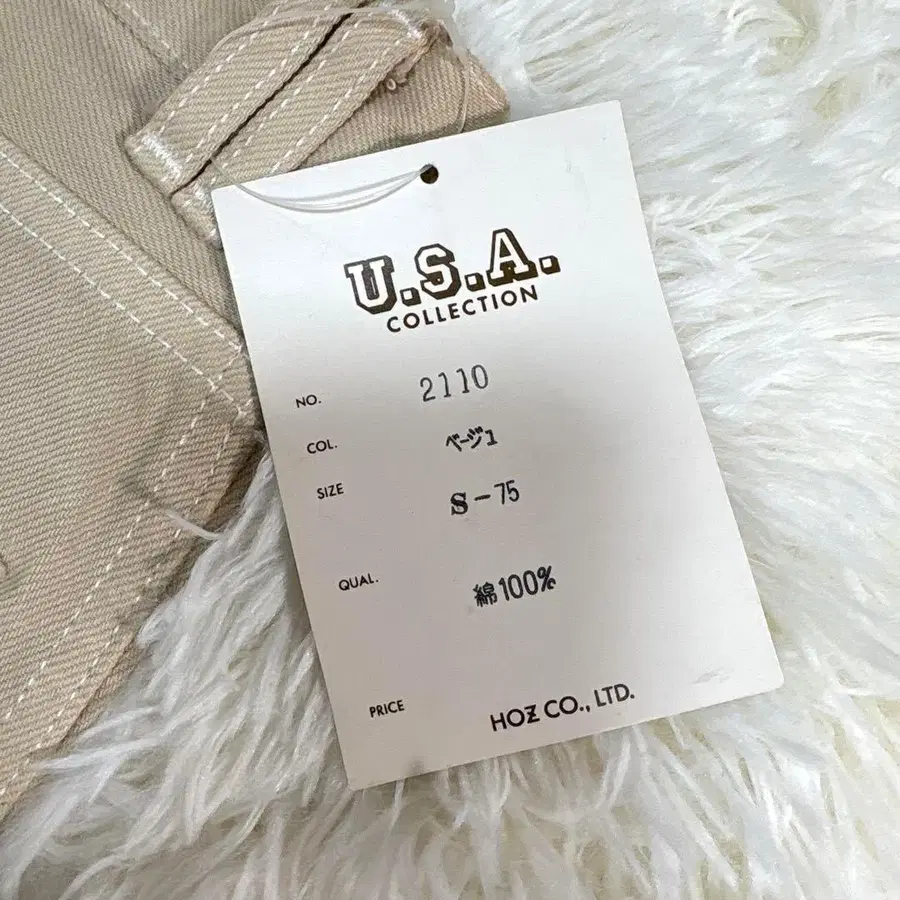 U.S.A.
COLLECTION
NO. 2110
COL. ベージュ
SIZE S-75
QUAL. 綿100%
PRICE
HOZ CO., LTD.